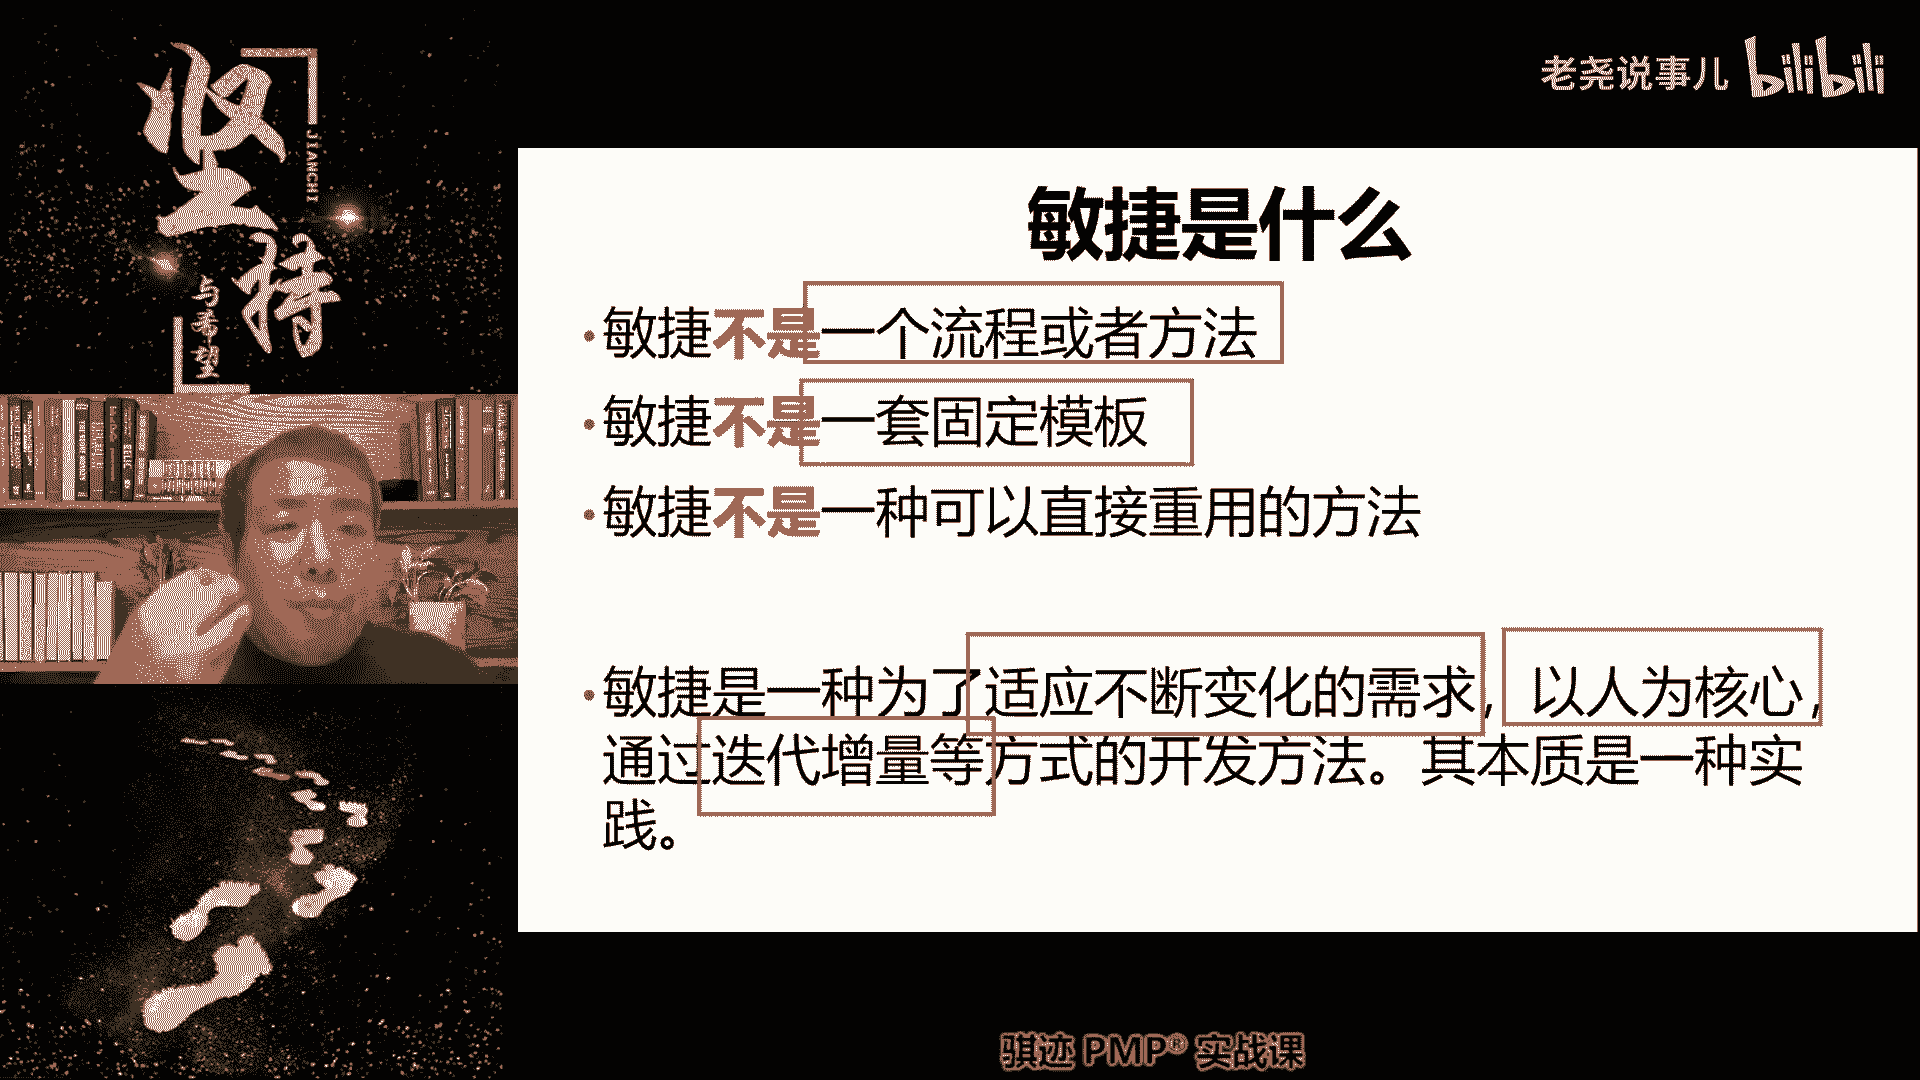 坚持
JIANCHI
与希望
老尧说事儿 bilibili
敏捷是什么
•敏捷不是一个流程或者方法
•敏捷不是一套固定模板
•敏捷不是一种可以直接重用的方法
•敏捷是一种为了适应不断变化的需求，以人为核心，
通过迭代增量等方式的开发方法。其本质是一种实
践。
骐迹 PMP® 实战课